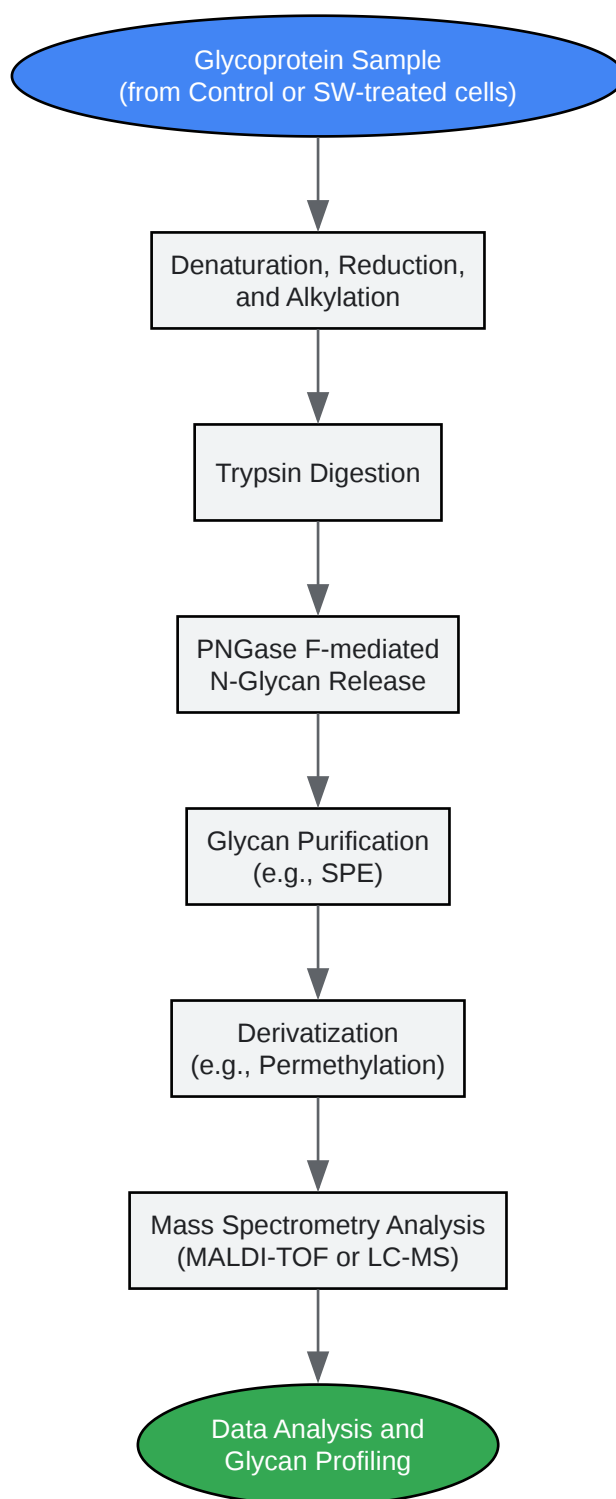 Glycoprotein Sample
(from Control or SW-treated cells)
Denaturation, Reduction,
and Alkylation
Trypsin Digestion
PNGase F-mediated
N-Glycan Release
Glycan Purification
(e.g., SPE)
Derivatization
(e.g., Permethylation)
Mass Spectrometry Analysis
(MALDI-TOF or LC-MS)
Data Analysis and
Glycan Profiling